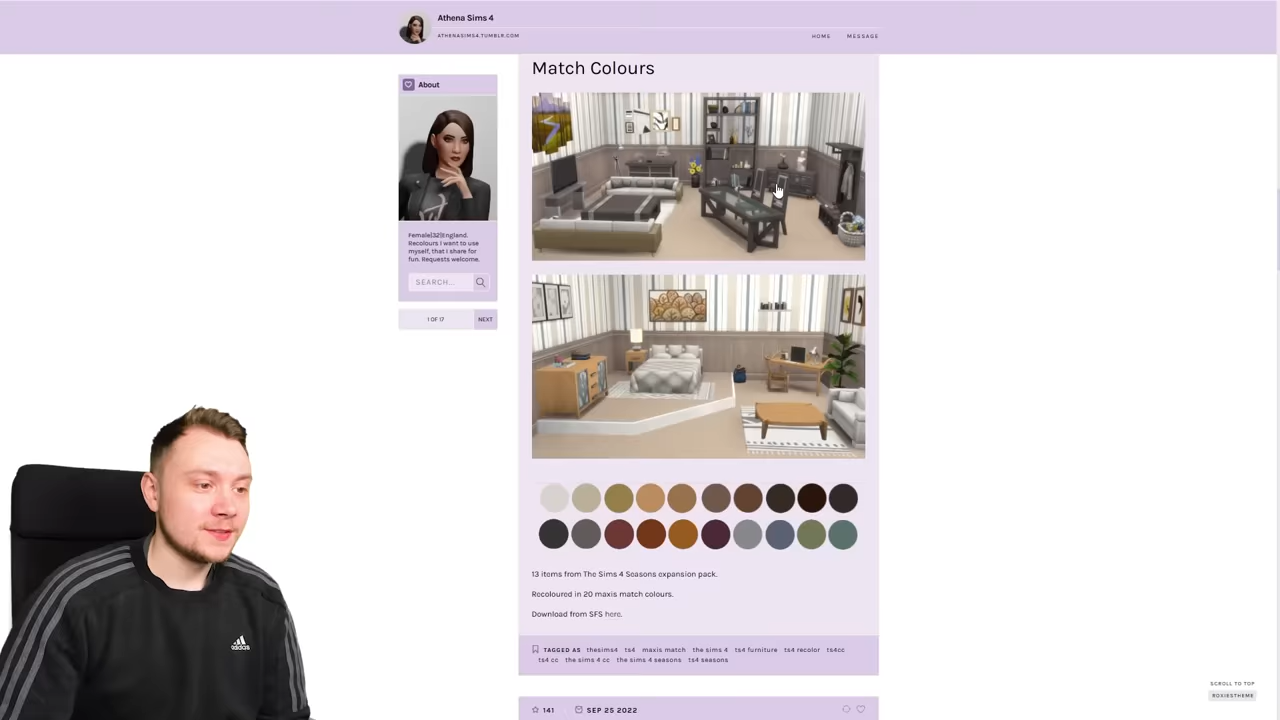 Athena Sims 4
ATHENASIMS4.TUMBLR.COM
HOME
MESSAGE
About
Female|32|England.
Recolours I want to use
myself, that I share for
fun. Requests welcome.
SEARCH...
1 OF 17
NEXT
Match Colours
13 items from The Sims 4 Seasons expansion pack.
Recoloured in 20 maxis match colours.
Download from SFS here.
TAGGED AS thesims4 ts4 maxis match the sims 4 ts4 furniture ts4 recolor ts4cc
ts4 cc the sims 4 cc the sims 4 seasons ts4 seasons
141
SEP 25 2022
SCROLL TO TOP
ROXIESTHEME
adidas